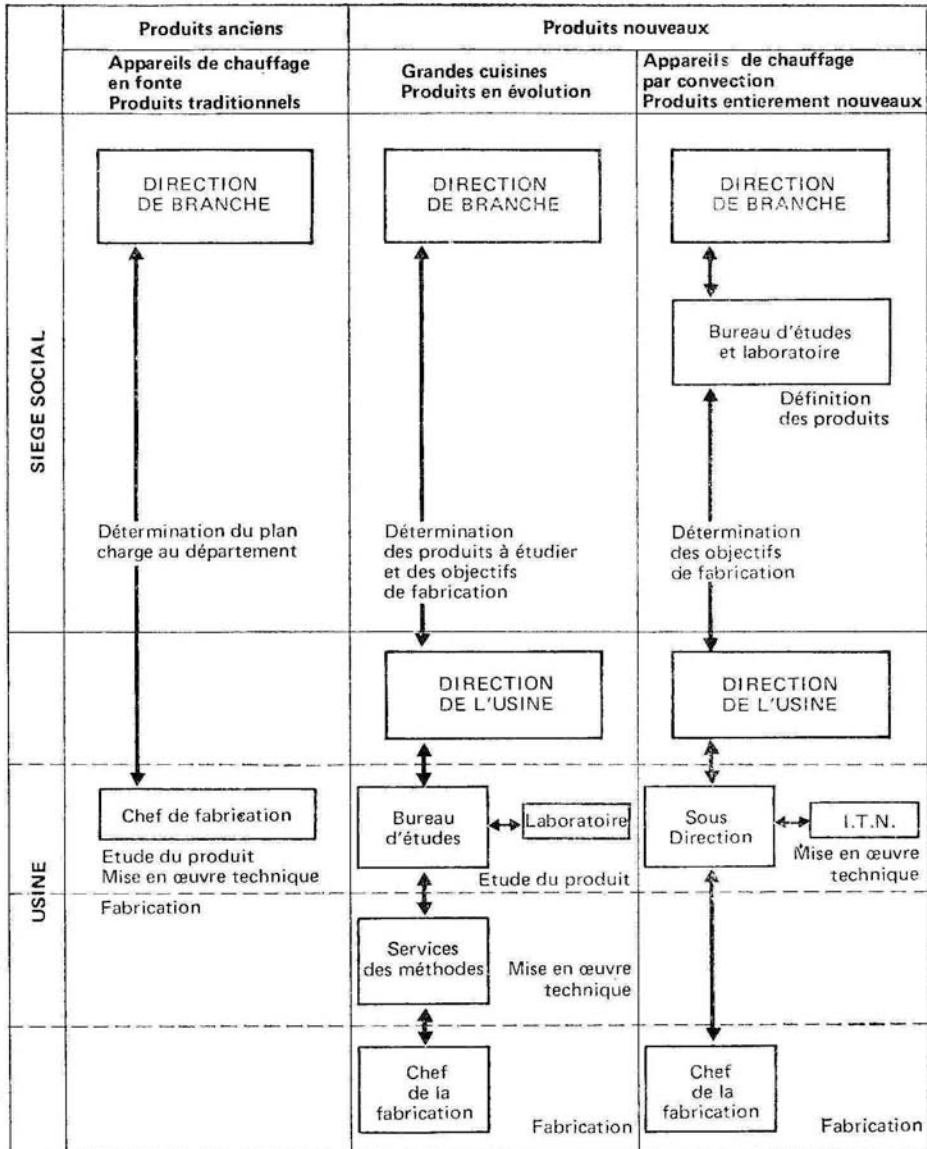 Produits anciens
Produits nouveaux
Appareils de chauffage
en fonte
Produits traditionnels
Grandes cuisines
Produits en évolution
Appareils de chauffage
par convection
Produits entierement nouveaux
SIEGE SOCIAL
DIRECTION
DE BRANCHE
DIRECTION
DE BRANCHE
DIRECTION
DE BRANCHE
Bureau d'études
et laboratoire
Définition
des produits
Détermination du plan
charge au département
Détermination
des produits à étudier
et des objectifs
de fabrication
Détermination
des objectifs
de fabrication
USINE
DIRECTION
DE L'USINE
DIRECTION
DE L'USINE
Chef de fabrication
Etude du produit
Mise en œuvre technique
Bureau
d'études
Laboratoire
Etude du produit
Sous
Direction
I.T.N.
Mise en œuvre
technique
Fabrication
Services
des méthodes
Mise en œuvre
technique
Chef
de la
fabrication
Fabrication
Chef
de la
fabrication
Fabrication